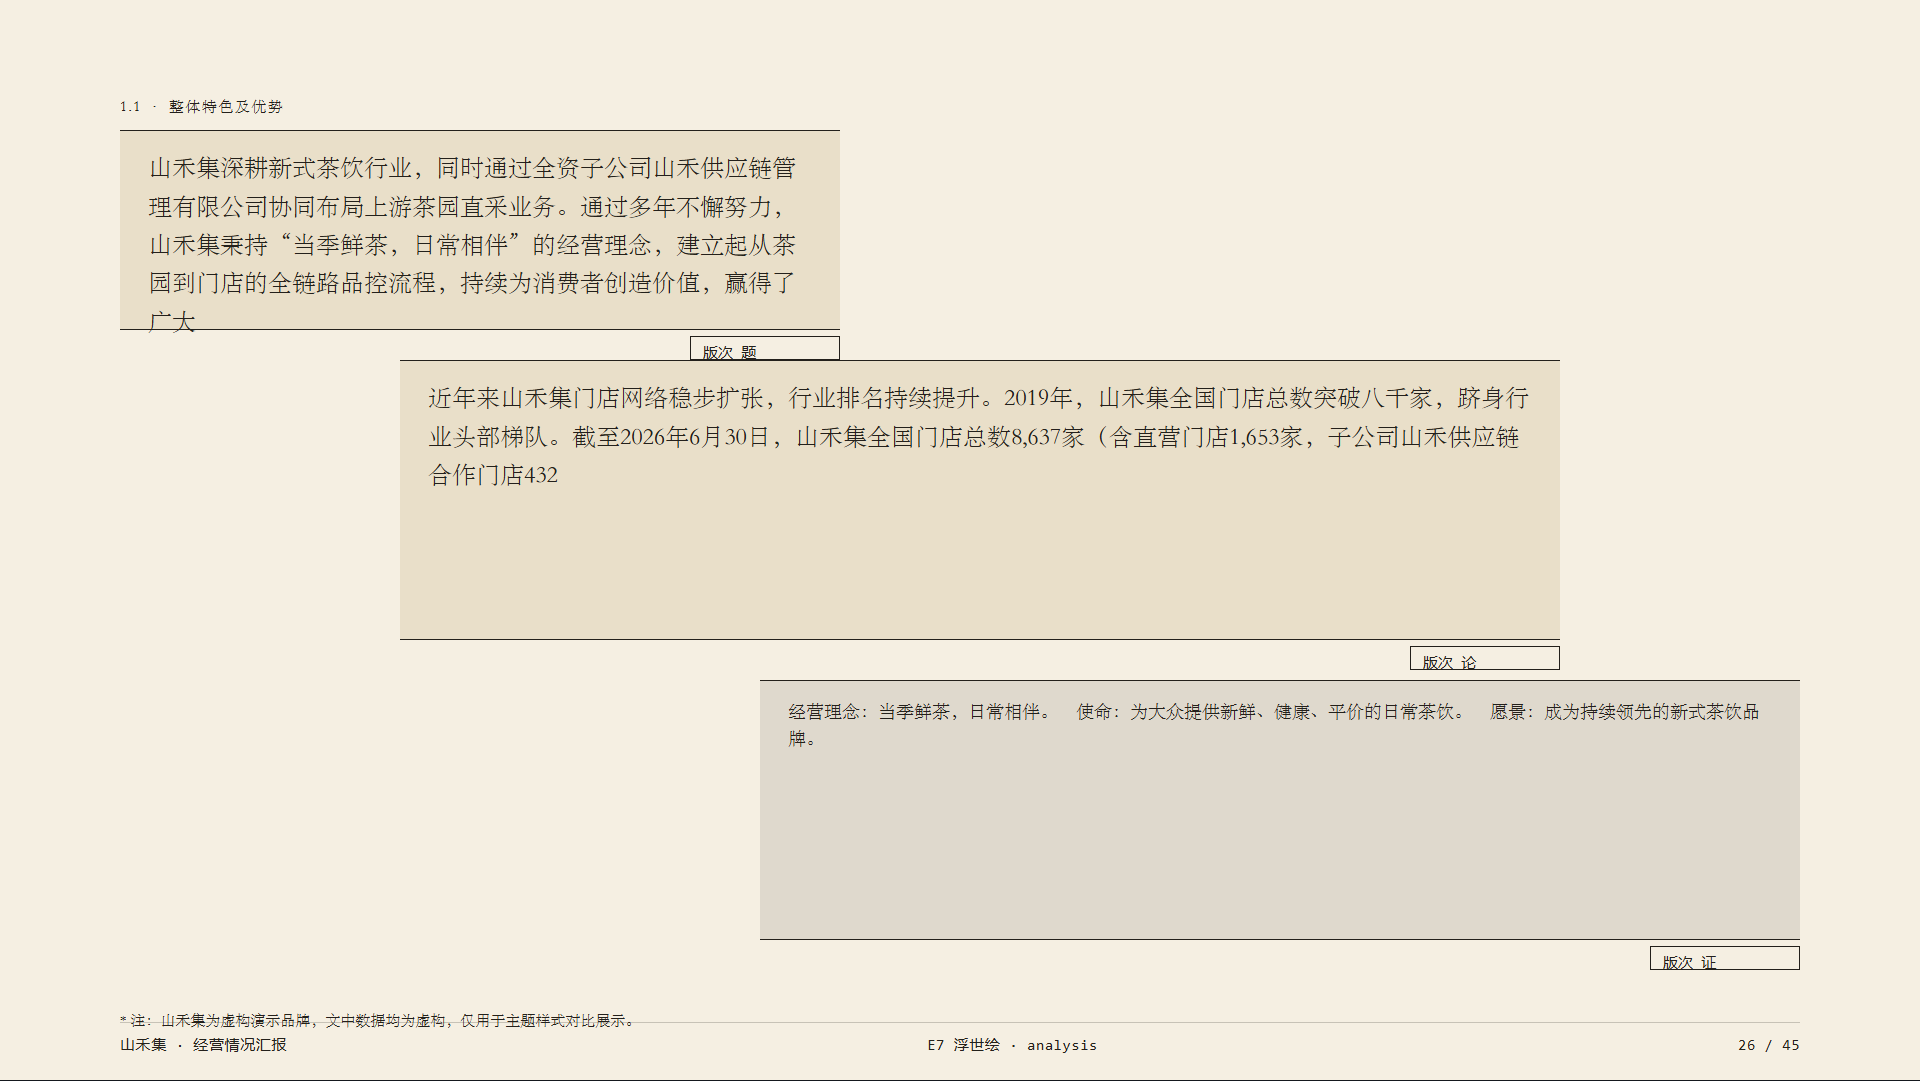 1.1 · 整体特色及优势
山禾集深耕新式茶饮行业，同时通过全资子公司山禾供应链管
理有限公司协同布局上游茶园直采业务。通过多年不懈努力，
山禾集秉持“当季鲜茶，日常相伴”的经营理念，建立起从茶
园到门店的全链路品控流程，持续为消费者创造价值，赢得了
广大
版次 题
近年来山禾集门店网络稳步扩张，行业排名持续提升。2019年，山禾集全国门店总数突破八千家，跻身行
业头部梯队。截至2026年6月30日，山禾集全国门店总数8,637家（含直营门店1,653家，子公司山禾供应链
合作门店432
版次 论
经营理念：当季鲜茶，日常相伴。 使命：为大众提供新鲜、健康、平价的日常茶饮。 愿景：成为持续领先的新式茶饮品
牌。
版次 证
* 注：山禾集为虚构演示品牌，文中数据均为虚构，仅用于主题样式对比展示。
山禾集 · 经营情况汇报
E7 浮世绘 · analysis
26 / 45